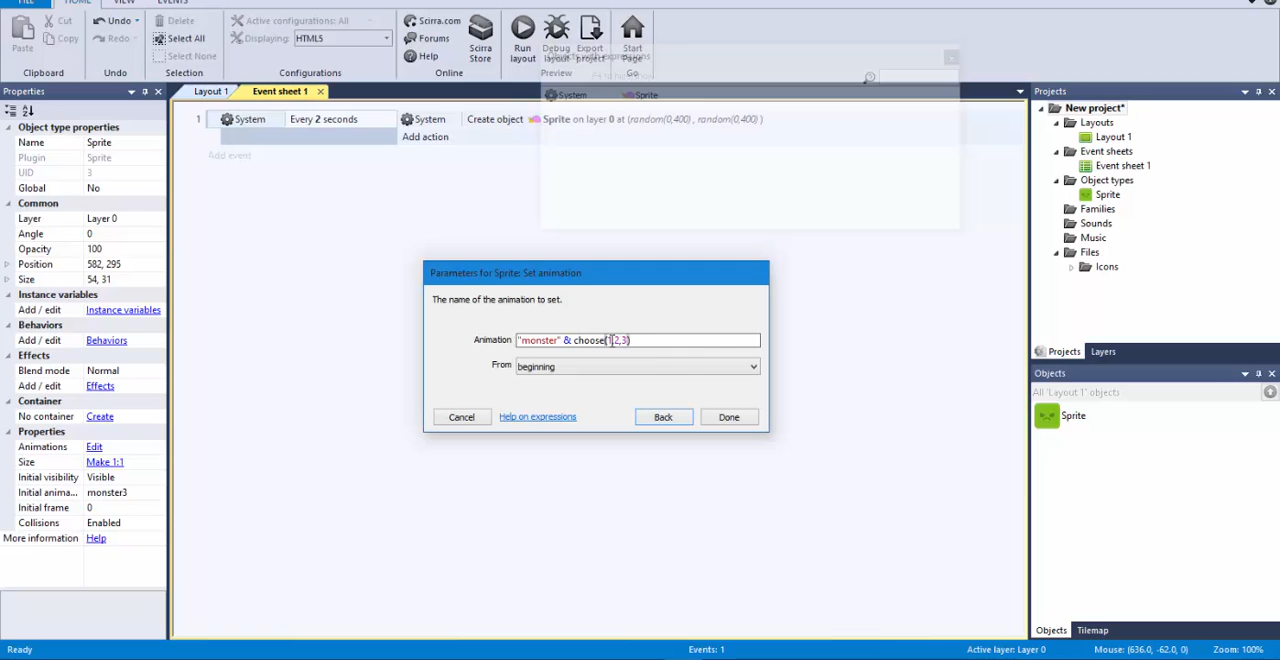 FILE HOME VIEW EVENTS
Paste
Cut
Copy
Clipboard
Undo
Redo
Undo
Delete
Select All
Select None
Selection
Active configurations: All
Displaying: HTML5
Configurations
Scirra.com
Forums
Help
Scirra Store
Online
Run layout
Debug layout
Export project
Preview
Start Page
Go
Objects with expressions
System Sprite
Properties
Layout 1
Event sheet 1
Object type properties
Name Sprite
Plugin Sprite
UID 3
Global No
Common
Layer Layer 0
Angle 0
Opacity 100
Position 582, 295
Size 54, 31
Instance variables
Add / edit Instance variables
Behaviors
Add / edit Behaviors
Effects
Blend mode Normal
Add / edit Effects
Container
No container Create
Properties
Animations Edit
Size Make 1:1
Initial visibility Visible
Initial anima... monster3
Initial frame 0
Collisions Enabled
More information Help
1 System Every 2 seconds System Create object Sprite on layer 0 at (random(0,400) , random(0,400) )
Add action
Add event
Parameters for Sprite: Set animation
The name of the animation to set.
Animation "monster" & choose(1,2,3)
From beginning
Cancel Help on expressions Back Done
Projects
New project*
Layouts
Layout 1
Event sheets
Event sheet 1
Object types
Sprite
Families
Sounds
Music
Files
Icons
Projects Layers
Objects
All 'Layout 1' objects
Sprite
Objects Tilemap
Ready Events: 1 Active layer: Layer 0 Mouse: (636.0, -62.0, 0) Zoom: 100%